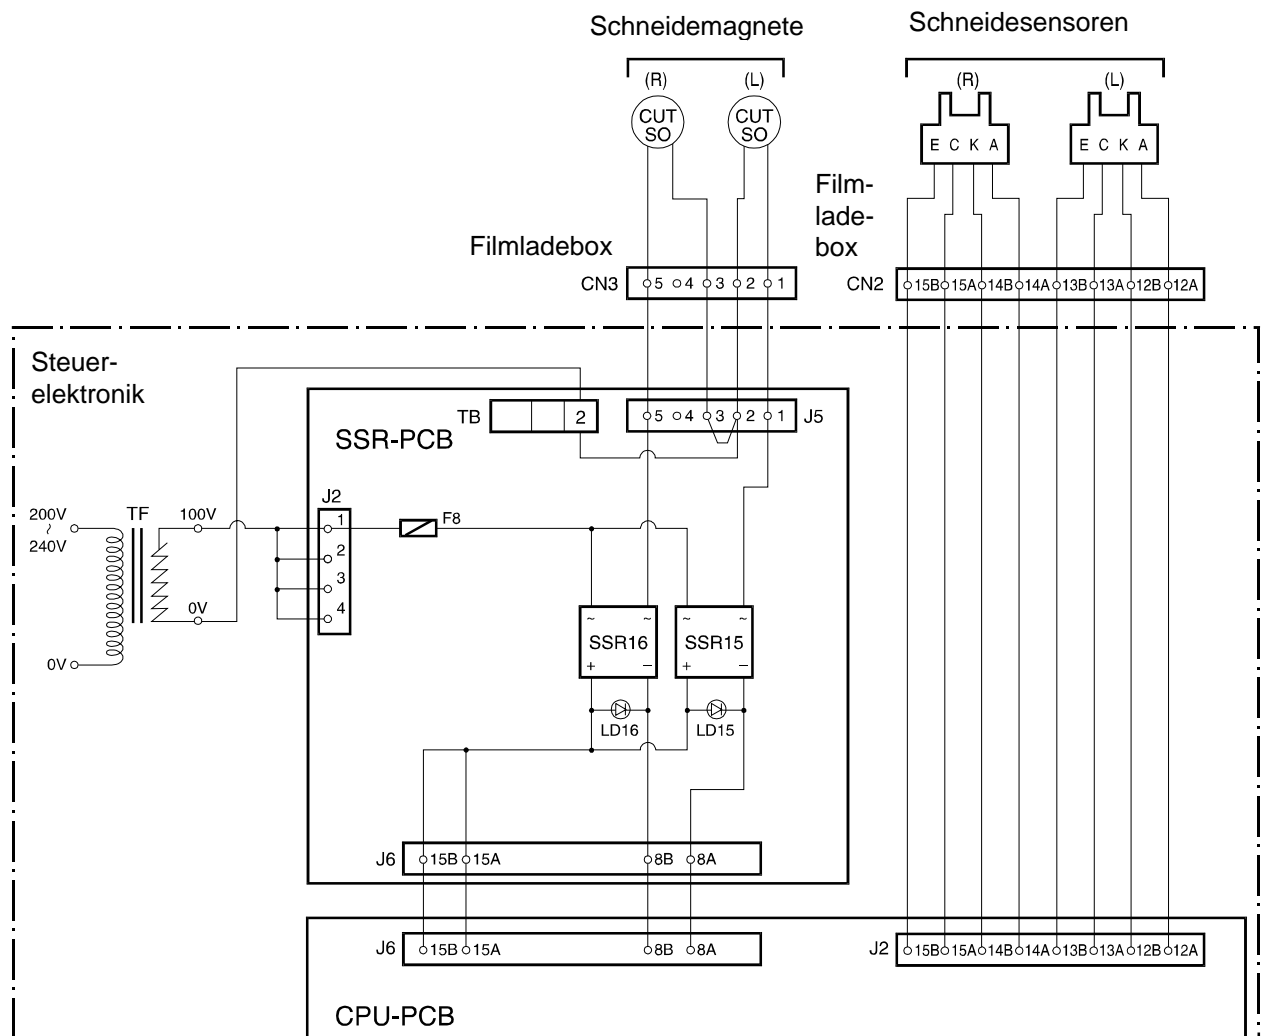 Schneidemagnete
Schneidesensoren
(R)
(L)
(R)
(L)
CUT
SO
CUT
SO
E C K A
E C K A
Film-
lade-
box
Filmladebox
CN3
5 4 3 2 1
CN2
15B 15A 14B 14A 13B 13A 12B 12A
Steuer-
elektronik
TB
2
5 4 3 2 1
J5
SSR-PCB
J2
200V
~
240V
TF
100V
1
F8
2
3
4
0V
0V
~ ~
SSR16
+ −
~ ~
SSR15
+ −
LD16
LD15
J6
15B 15A 8B 8A
J6
15B 15A 8B 8A
J2
15B 15A 14B 14A 13B 13A 12B 12A
CPU-PCB